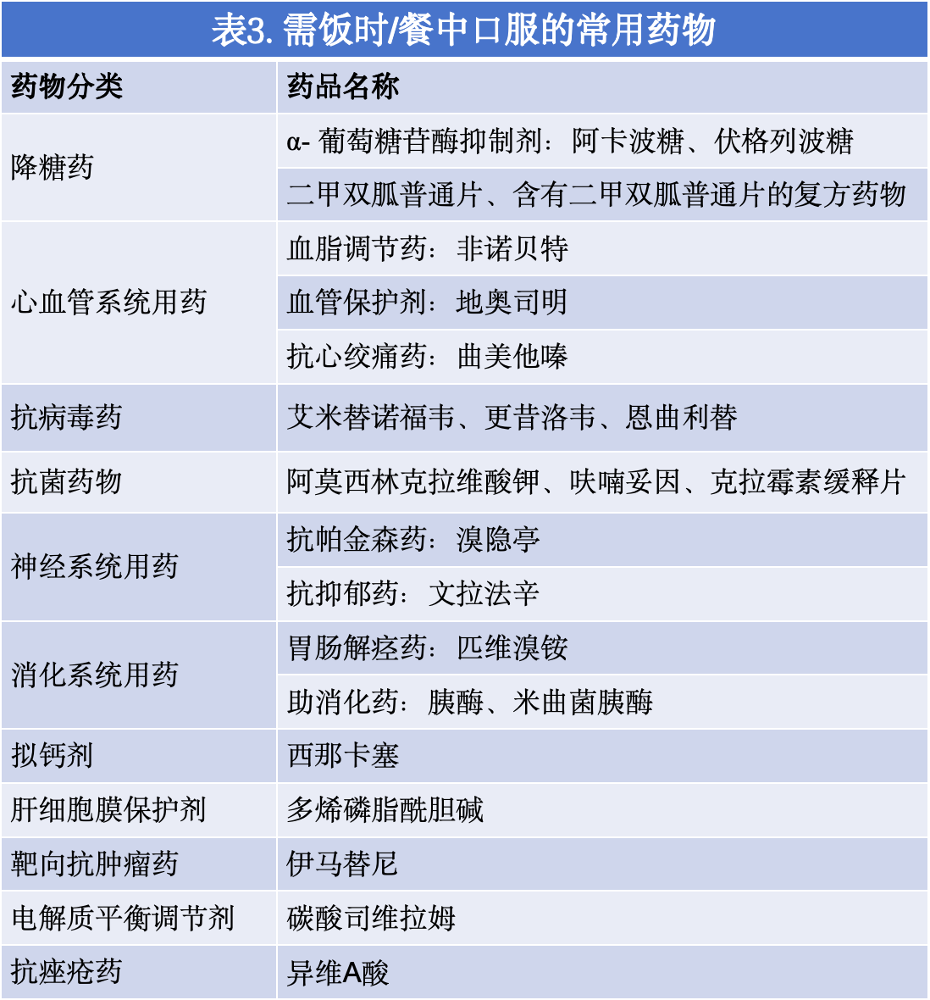 表3. 需饭时/餐中口服的常用药物
药物分类 药品名称
降糖药
α- 葡萄糖苷酶抑制剂：阿卡波糖、伏格列波糖
二甲双胍普通片、含有二甲双胍普通片的复方药物
心血管系统用药
血脂调节药：非诺贝特
血管保护剂：地奥司明
抗心绞痛药：曲美他嗪
抗病毒药 艾米替诺福韦、更昔洛韦、恩曲利替
抗菌药物 阿莫西林克拉维酸钾、呋喃妥因、克拉霉素缓释片
神经系统用药
抗帕金森药：溴隐亭
抗抑郁药：文拉法辛
消化系统用药
胃肠解痉药：匹维溴铵
助消化药：胰酶、米曲菌胰酶
拟钙剂 西那卡塞
肝细胞膜保护剂 多烯磷脂酰胆碱
靶向抗肿瘤药 伊马替尼
电解质平衡调节剂 碳酸司维拉姆
抗痤疮药 异维A酸